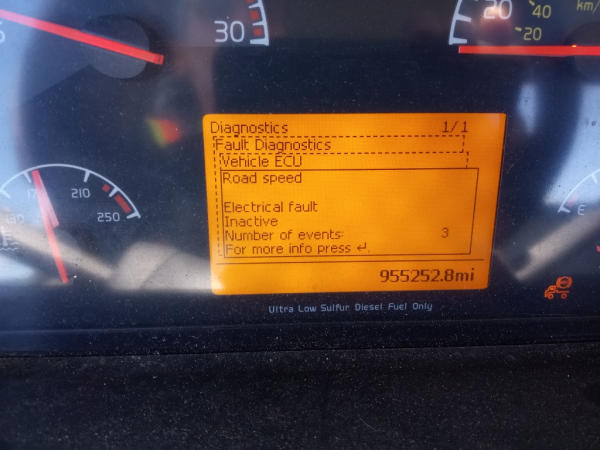 30
20
40
km/
20
Diagnostics 1/1
Fault Diagnostics
Vehicle ECU
Road speed
Electrical fault
Inactive
Number of events: 3
For more info press ↵.
955252.8mi
210
250
E
Ultra Low Sulfur Diesel Fuel Only